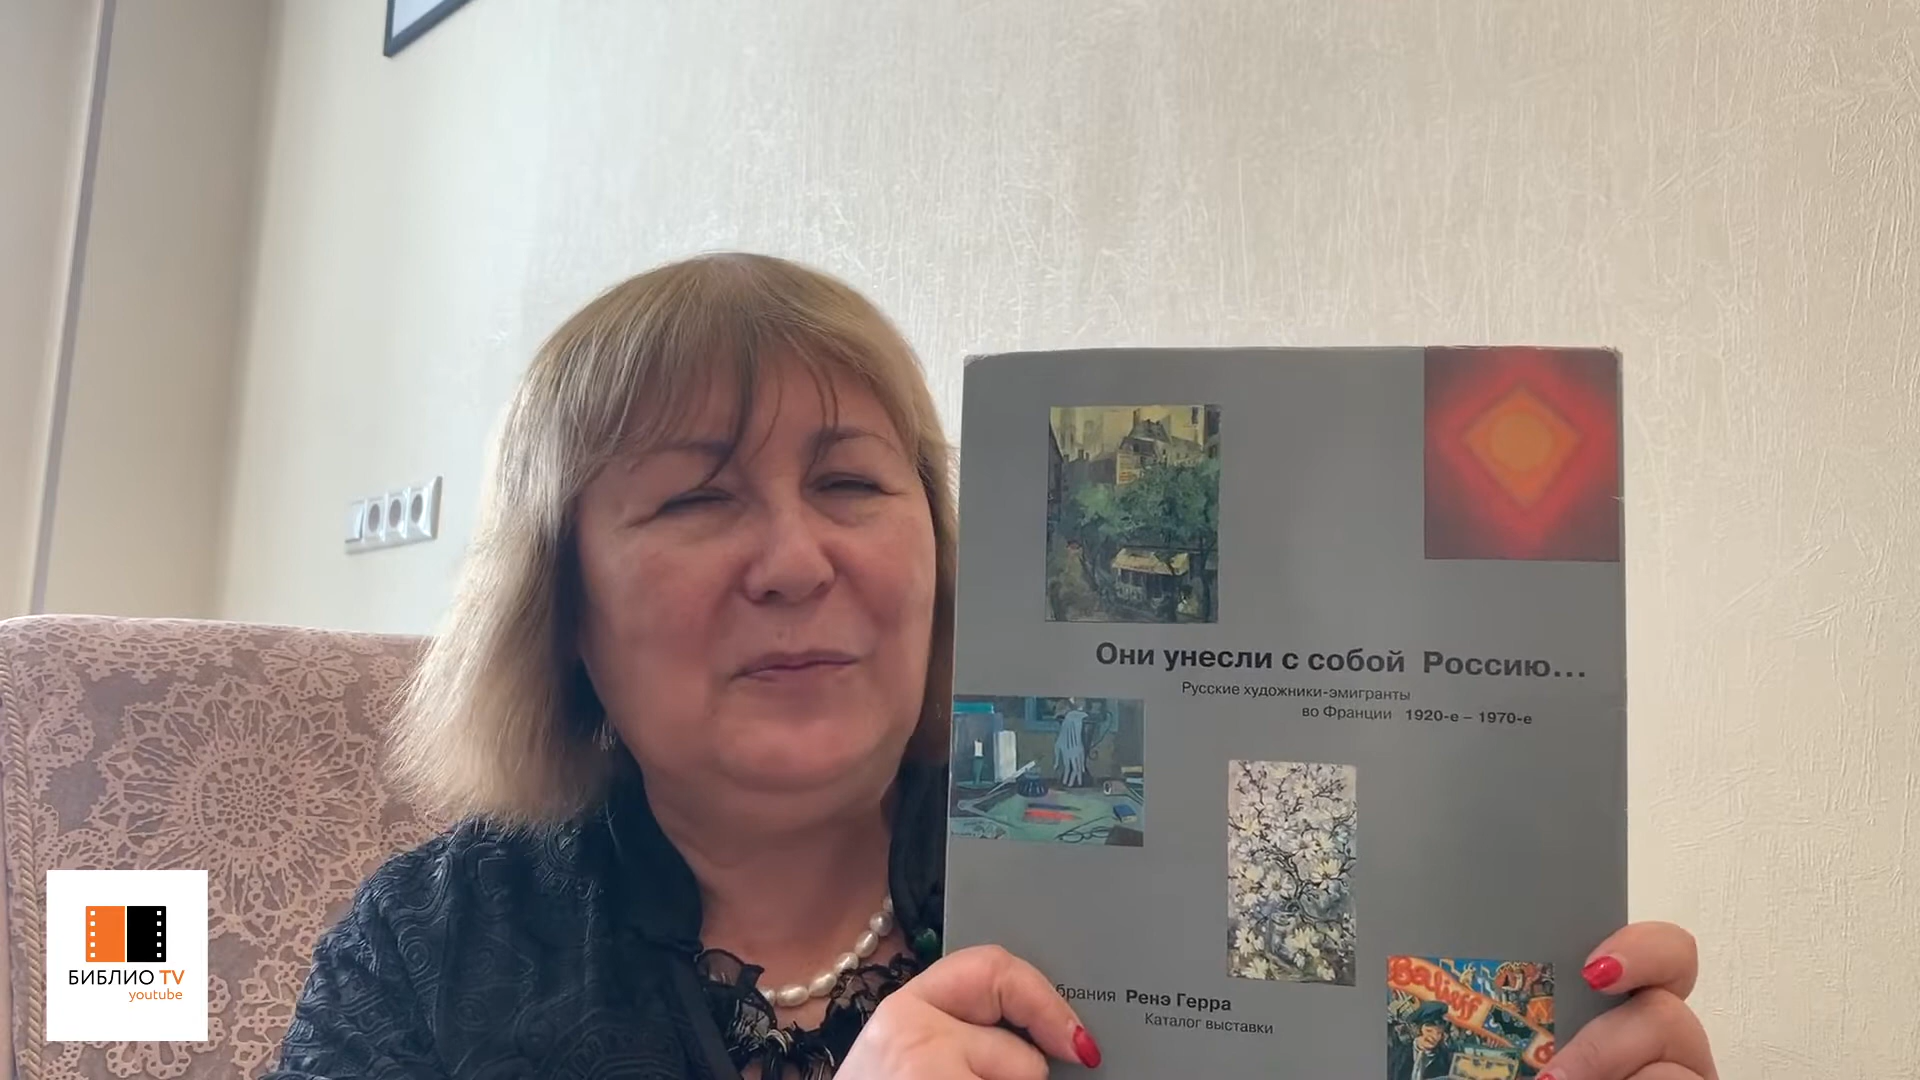 Они унесли с собой Россию...
Русские художники-эмигранты
во Франции 1920-е – 1970-е
Balieff
брания Ренэ Герра
Каталог выставки
БИБЛИО TV
youtube